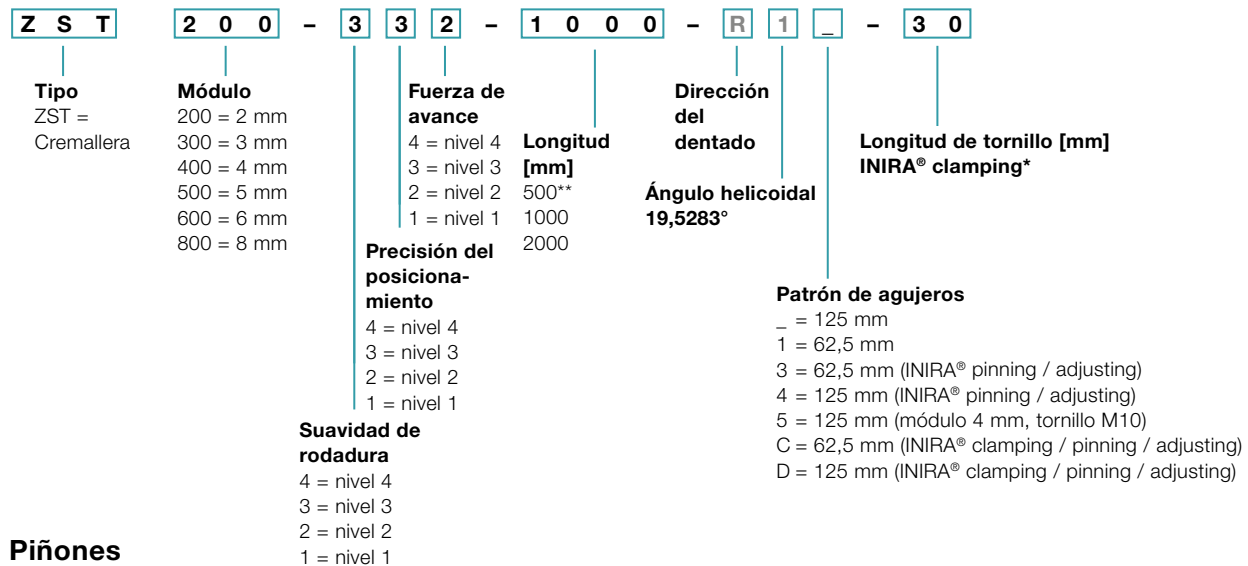 Z S T 2 0 0 – 3 3 2 – 1 0 0 0 – R 1 _ – 3 0
Tipo
ZST =
Cremallera
Módulo
200 = 2 mm
300 = 3 mm
400 = 4 mm
500 = 5 mm
600 = 6 mm
800 = 8 mm
Suavidad de
rodadura
4 = nivel 4
3 = nivel 3
2 = nivel 2
1 = nivel 1
Precisión del
posiciona-
miento
4 = nivel 4
3 = nivel 3
2 = nivel 2
1 = nivel 1
Fuerza de
avance
4 = nivel 4
3 = nivel 3
2 = nivel 2
1 = nivel 1
Longitud
[mm]
500**
1000
2000
Dirección
del
dentado
Ángulo helicoidal
19,5283°
Patrón de agujeros
_ = 125 mm
1 = 62,5 mm
3 = 62,5 mm (INIRA® pinning / adjusting)
4 = 125 mm (INIRA® pinning / adjusting)
5 = 125 mm (módulo 4 mm, tornillo M10)
C = 62,5 mm (INIRA® clamping / pinning / adjusting)
D = 125 mm (INIRA® clamping / pinning / adjusting)
Longitud de tornillo [mm]
INIRA® clamping*
Piñones